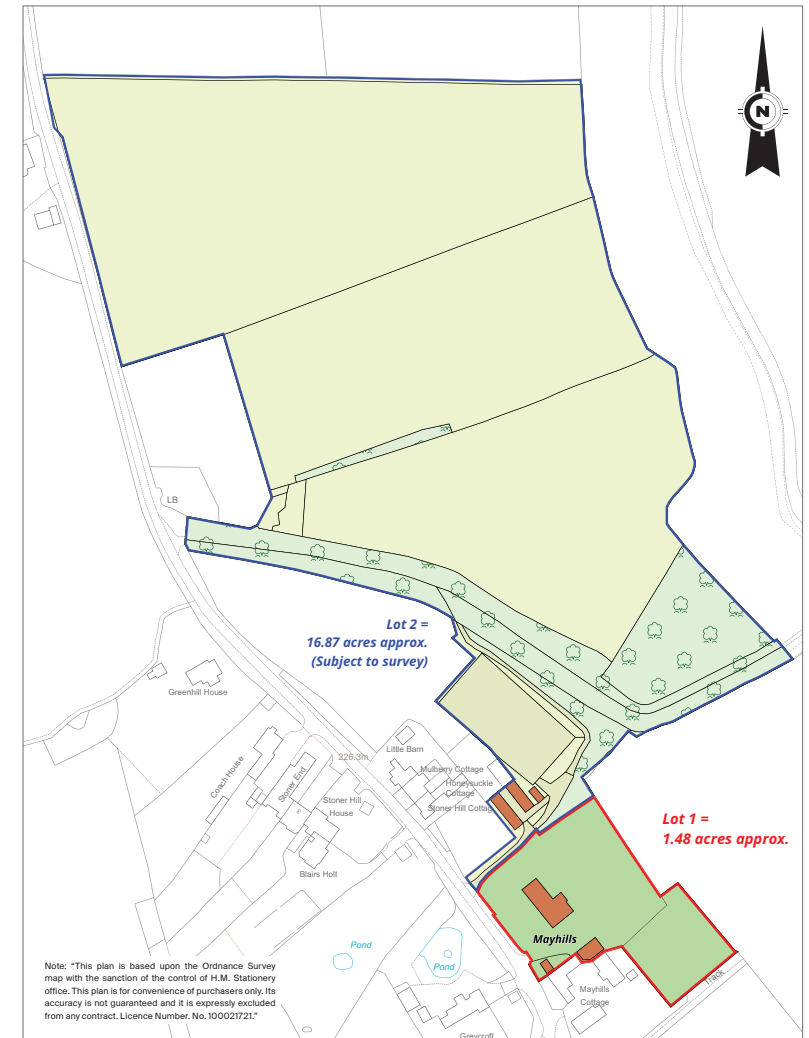 N
LB
Lot 2 =
16.87 acres approx.
(Subject to survey)
Greenhill House
226.3m
Little Barn
Coach House
Stoner End
Mulberry Cottage
Honeysuckle
Cottage
Stoner Hill
House
Stoner Hill Cottag
Lot 1 =
1.48 acres approx.
Blairs Holt
Mayhills
Pond
Pond
Track
Mayhills
Cottage
Greycroft
Note: “This plan is based upon the Ordnance Survey
map with the sanction of the control of H.M. Stationery
office. This plan is for convenience of purchasers only. Its
accuracy is not guaranteed and it is expressly excluded
from any contract. Licence Number. No. 100021721.”